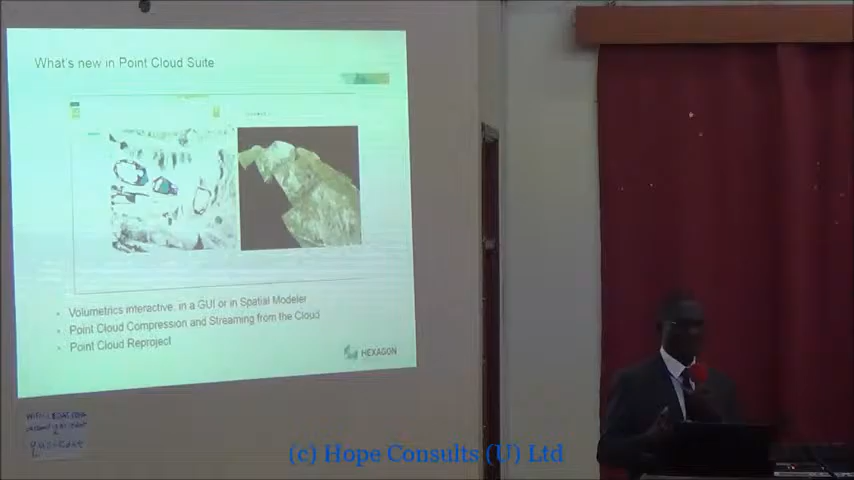 What's new in Point Cloud Suite
• Volumetrics interactive, in a GUI or in Spatial Modeler
• Point Cloud Compression and Streaming from the Cloud
• Point Cloud Reproject
HEXAGON
(c) Hope Consults (U) Ltd